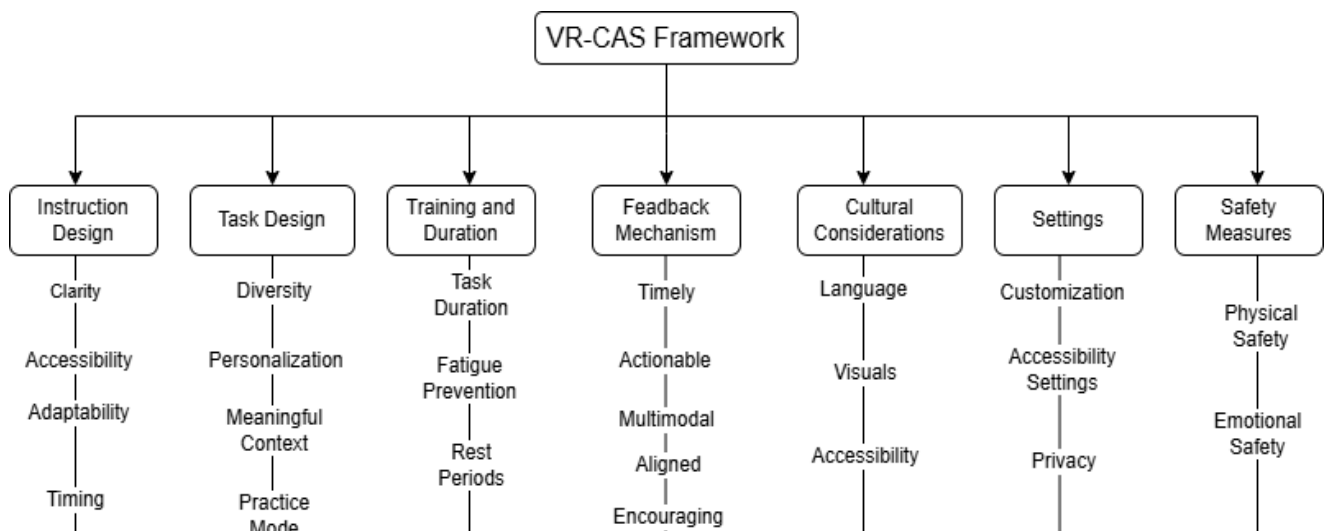 VR-CAS Framework
Instruction
Design
Task Design
Training and
Duration
Feadback
Mechanism
Cultural
Considerations
Settings
Safety
Measures
Clarity
Accessibility
Adaptability
Timing
Diversity
Personalization
Meaningful
Context
Practice
Mode
Task
Duration
Fatigue
Prevention
Rest
Periods
Timely
Actionable
Multimodal
Aligned
Encouraging
Language
Visuals
Accessibility
Customization
Accessibility
Settings
Privacy
Physical
Safety
Emotional
Safety